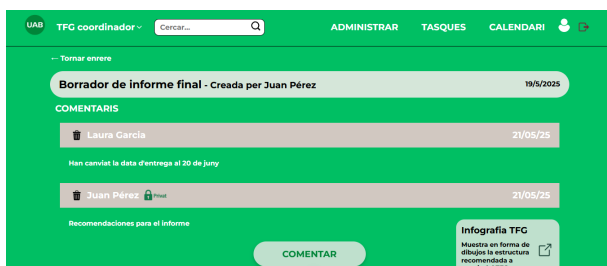 UAB TFG coordinador Cercar... ADMINISTRAR TASQUES CALENDARI
← Tornar enrere
Borrador de informe final - Creada per Juan Pérez 19/5/2025
COMENTARIS
Laura Garcia 21/05/25
Han canviat la data d'entrega al 20 de juny
Juan Pérez Privat 21/05/25
Recomendaciones para el informe
Infografia TFG
COMENTAR
Muestra en forma de
dibujos la estructura
recomendada a